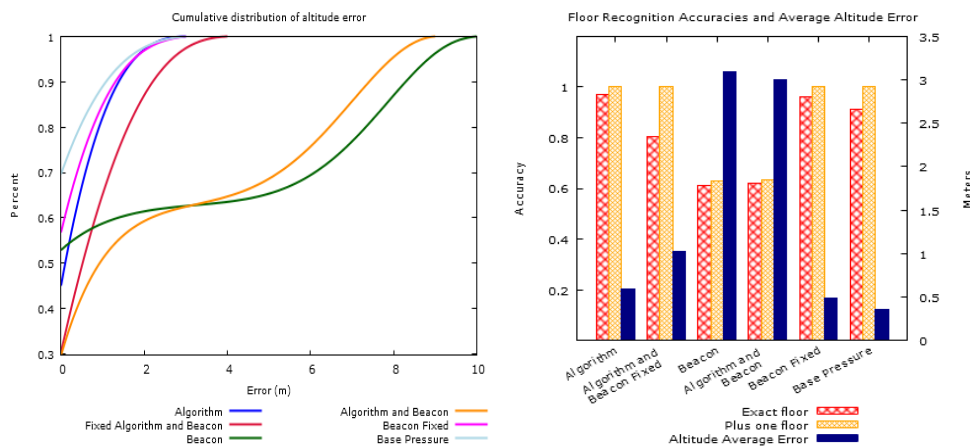 Cumulative distribution of altitude error
1
0.9
0.8
0.7
0.6
0.5
0.4
0.3
Percent
0
2
4
6
8
10
Error (m)
Algorithm
Fixed Algorithm and Beacon
Beacon
Algorithm and Beacon
Beacon Fixed
Base Pressure
Floor Recognition Accuracies and Average Altitude Error
1
0.8
0.6
0.4
0.2
Accuracy
3.5
3
2.5
2
1.5
1
0.5
0
Meters
Algorithm
Algorithm and
Beacon Fixed
Beacon
Algorithm and
Beacon
Beacon Fixed
Base Pressure
Exact floor
Plus one floor
Altitude Average Error